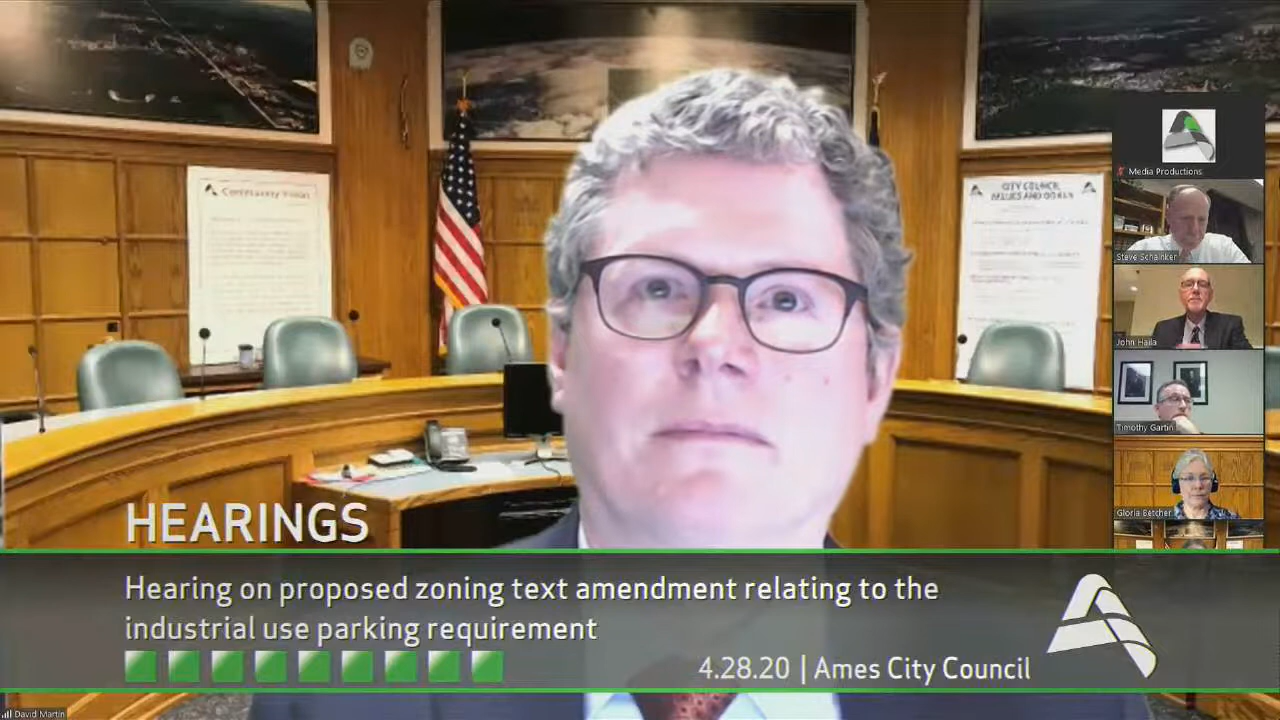 Community Vision
CITY COUNCIL
VALUES AND GOALS
Media Productions
Steve Schainker
John Haila
Timothy Gartin
Gloria Betcher
HEARINGS
Hearing on proposed zoning text amendment relating to the
industrial use parking requirement
4.28.20 | Ames City Council
David Martin